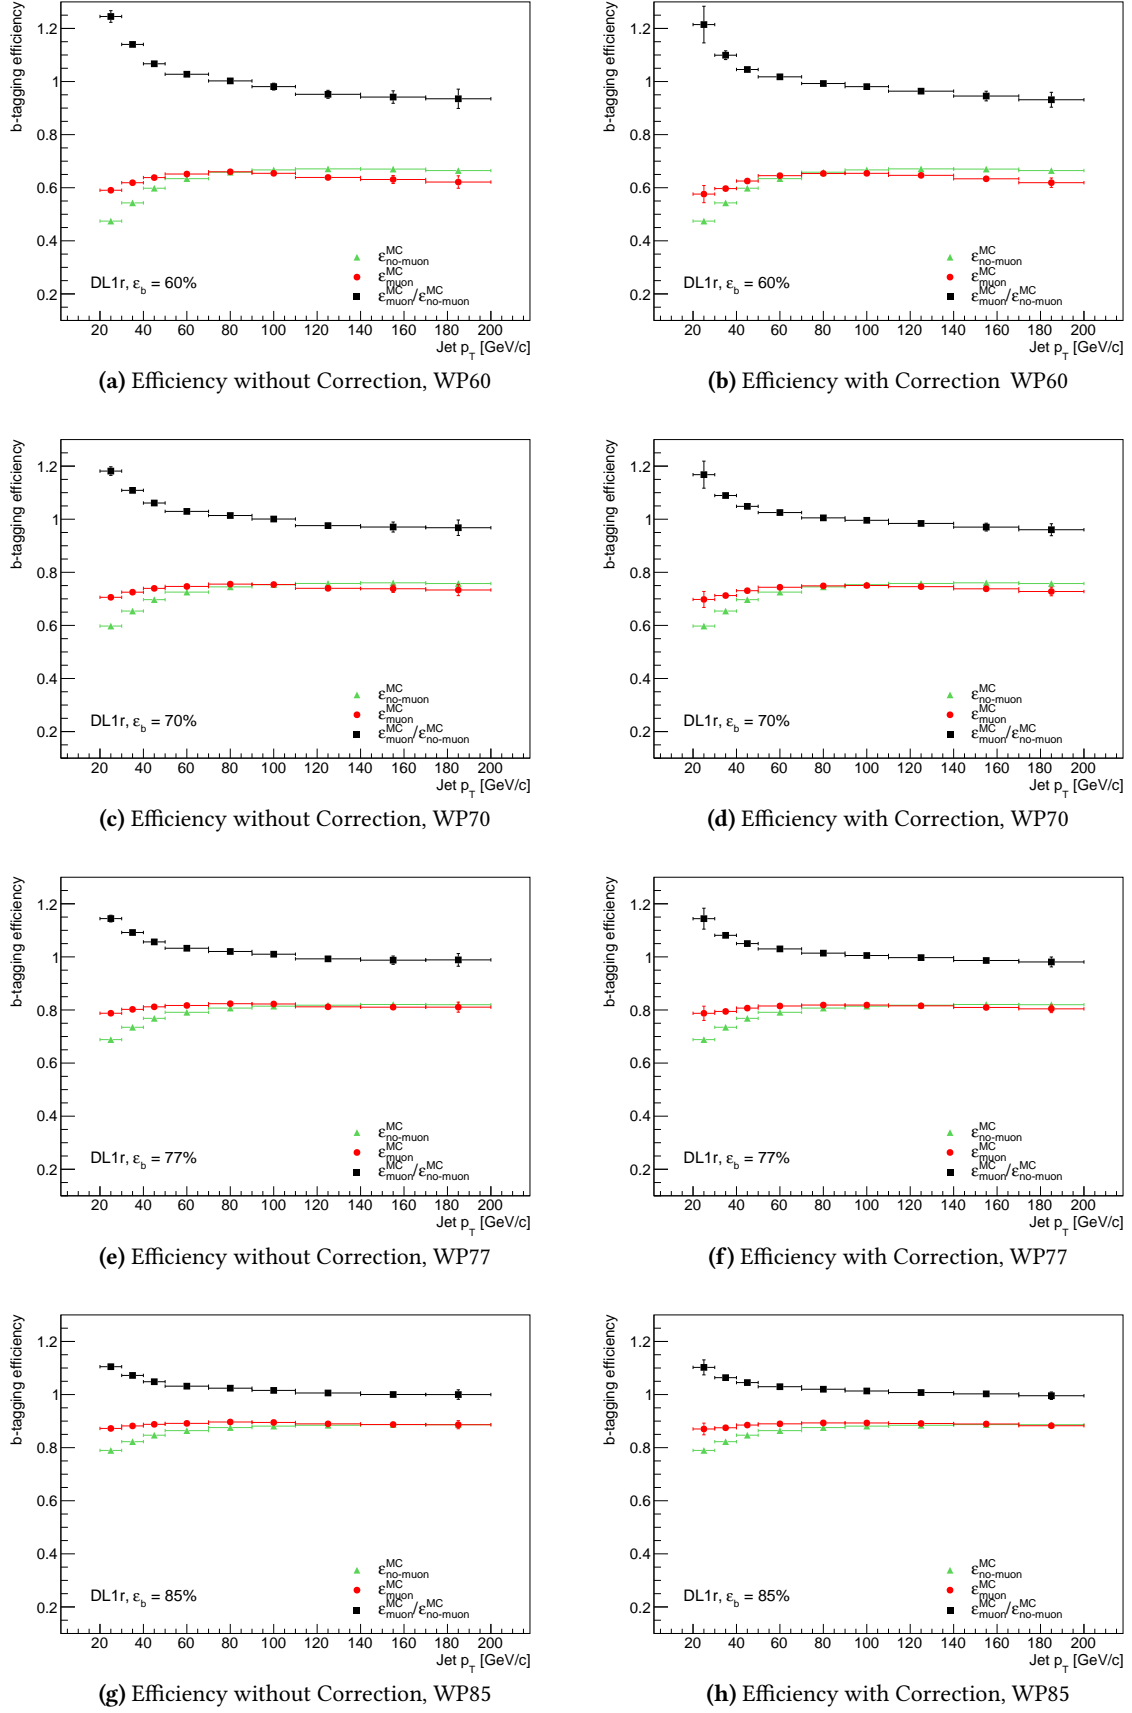 b-tagging efficiency
1.2
1
0.8
0.6
0.4
0.2
DL1r, ε_b = 60%
ε^MC_no-muon
ε^MC_muon
ε^MC_muon/ε^MC_no-muon
20 40 60 80 100 120 140 160 180 200
Jet p_T [GeV/c]
(a) Efficiency without Correction, WP60
b-tagging efficiency
1.2
1
0.8
0.6
0.4
0.2
DL1r, ε_b = 60%
ε^MC_no-muon
ε^MC_muon
ε^MC_muon/ε^MC_no-muon
20 40 60 80 100 120 140 160 180 200
Jet p_T [GeV/c]
(b) Efficiency with Correction WP60
b-tagging efficiency
1.2
1
0.8
0.6
0.4
0.2
DL1r, ε_b = 70%
ε^MC_no-muon
ε^MC_muon
ε^MC_muon/ε^MC_no-muon
20 40 60 80 100 120 140 160 180 200
Jet p_T [GeV/c]
(c) Efficiency without Correction, WP70
b-tagging efficiency
1.2
1
0.8
0.6
0.4
0.2
DL1r, ε_b = 70%
ε^MC_no-muon
ε^MC_muon
ε^MC_muon/ε^MC_no-muon
20 40 60 80 100 120 140 160 180 200
Jet p_T [GeV/c]
(d) Efficiency with Correction, WP70
b-tagging efficiency
1.2
1
0.8
0.6
0.4
0.2
DL1r, ε_b = 77%
ε^MC_no-muon
ε^MC_muon
ε^MC_muon/ε^MC_no-muon
20 40 60 80 100 120 140 160 180 200
Jet p_T [GeV/c]
(e) Efficiency without Correction, WP77
b-tagging efficiency
1.2
1
0.8
0.6
0.4
0.2
DL1r, ε_b = 77%
ε^MC_no-muon
ε^MC_muon
ε^MC_muon/ε^MC_no-muon
20 40 60 80 100 120 140 160 180 200
Jet p_T [GeV/c]
(f) Efficiency with Correction, WP77
b-tagging efficiency
1.2
1
0.8
0.6
0.4
0.2
DL1r, ε_b = 85%
ε^MC_no-muon
ε^MC_muon
ε^MC_muon/ε^MC_no-muon
20 40 60 80 100 120 140 160 180 200
Jet p_T [GeV/c]
(g) Efficiency without Correction, WP85
b-tagging efficiency
1.2
1
0.8
0.6
0.4
0.2
DL1r, ε_b = 85%
ε^MC_no-muon
ε^MC_muon
ε^MC_muon/ε^MC_no-muon
20 40 60 80 100 120 140 160 180 200
Jet p_T [GeV/c]
(h) Efficiency with Correction, WP85